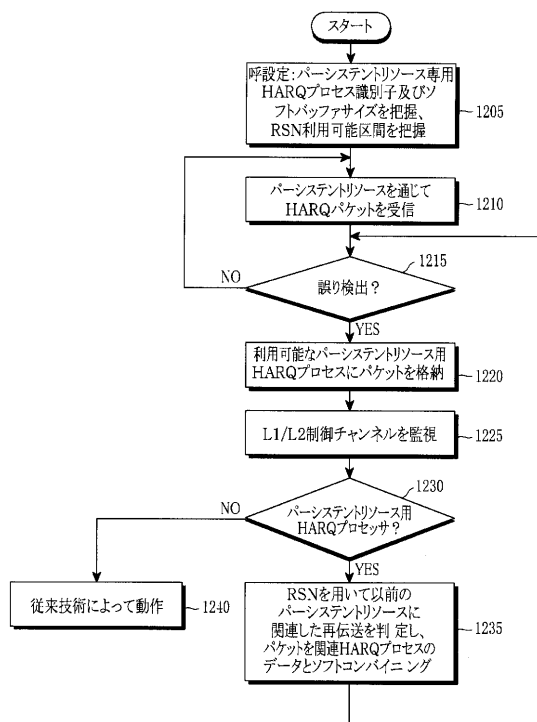 スタート
呼設定:パーシステントリソース専用
HARQプロセス識別子及びソ
フトバッファサイズを把握、
RSN利用可能区間を把握
1205
パーシステントリソースを通じて
HARQパケットを受信
1210
1215
NO
誤り検出?
YES
利用可能なパーシステントリソース用
HARQプロセスにパケットを格納
1220
L1/L2制御チャンネルを監視
1225
1230
NO
パーシステントリソース用
HARQプロセッサ?
YES
従来技術によって動作
1240
RSNを用いて以前の
パーシステントリソースに
関連した再伝送を判 定し、
パケットを関連HARQプロセスの
データとソフトコンバイニング
1235